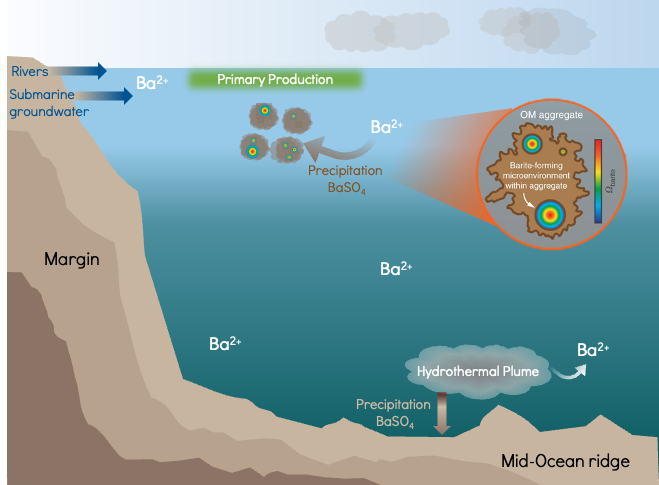 Rivers
Submarine
groundwater
Ba2+
Primary Production
Ba2+
Precipitation
BaSO4
OM aggregate
Barite-forming
microenvironment
within aggregate
Ωbarite
Margin
Ba2+
Ba2+
Hydrothermal Plume
Ba2+
Precipitation
BaSO4
Mid-Ocean ridge